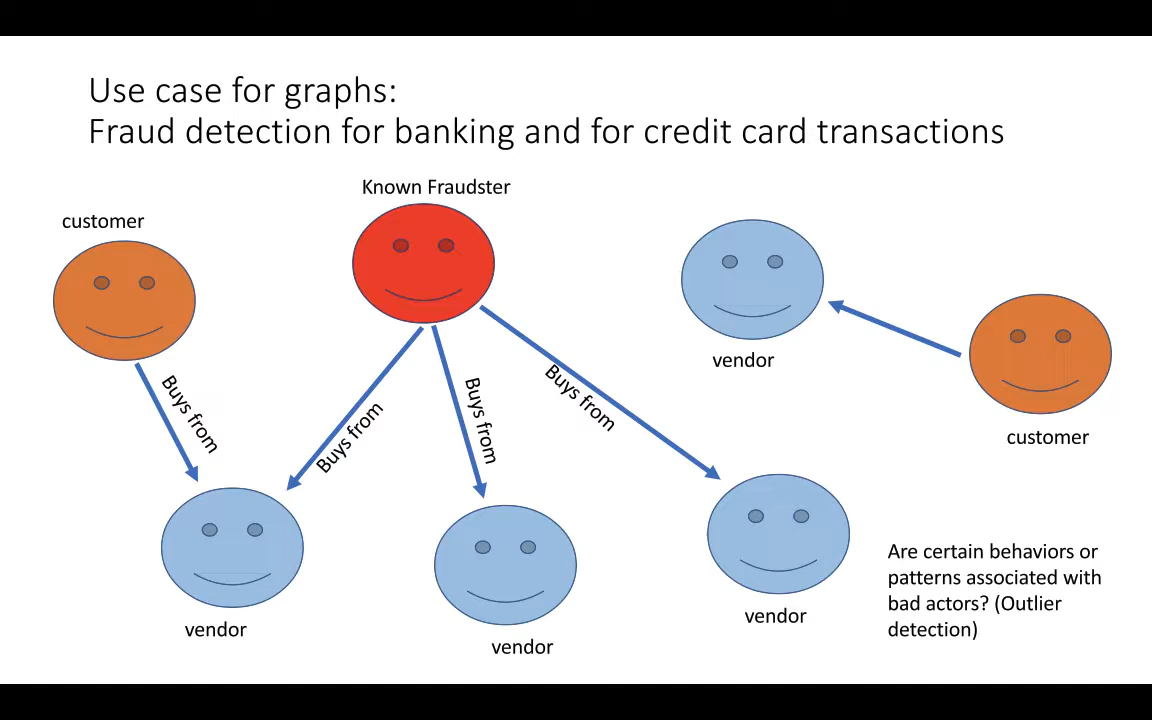 Use case for graphs:
Fraud detection for banking and for credit card transactions
Known Fraudster
customer
vendor
customer
Buys from
Buys from
Buys from
Buys from
vendor
vendor
vendor
Are certain behaviors or
patterns associated with
bad actors? (Outlier
detection)